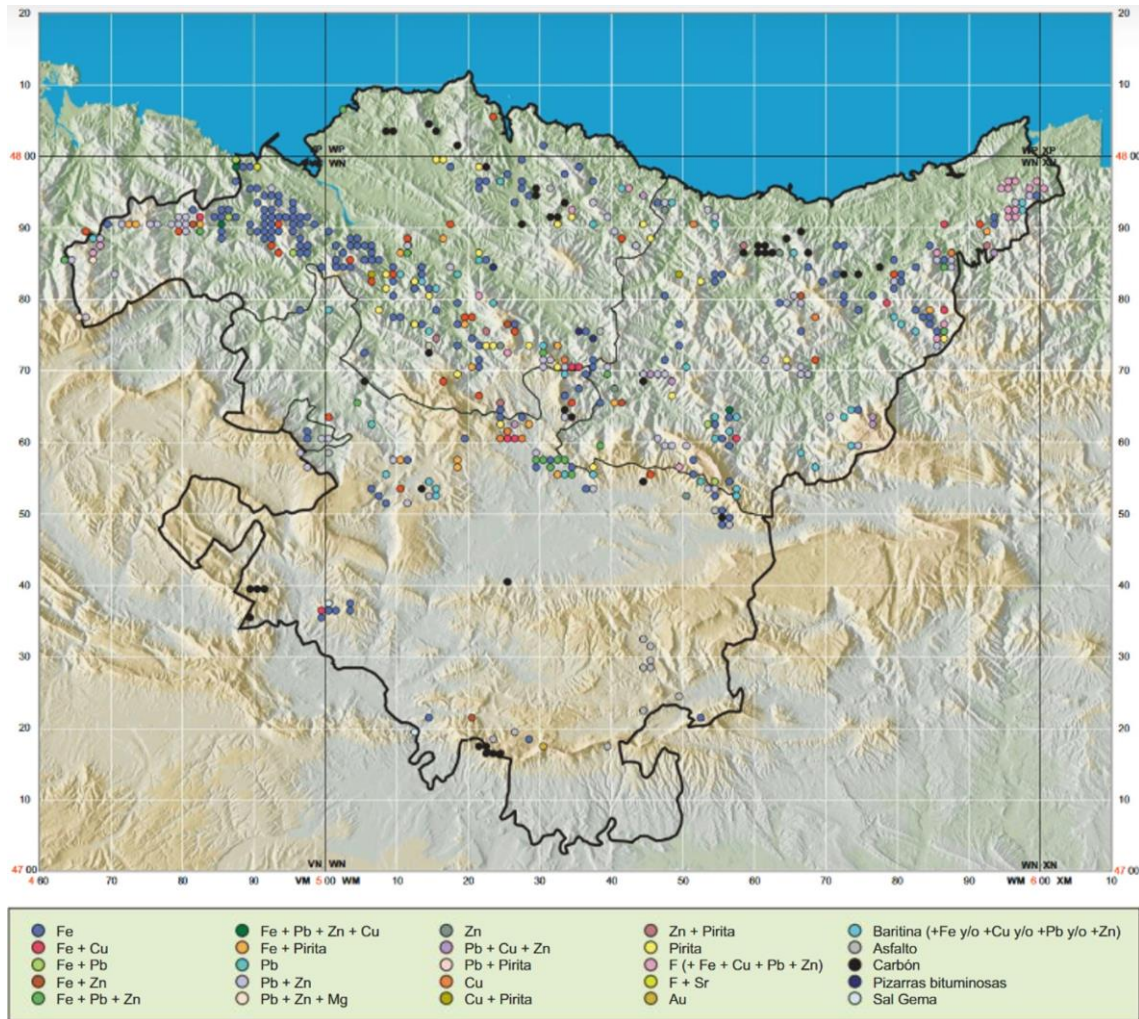 20 20
10 10
VP WP WP XP
48 00 48 00
WN WN XN
90 90
80 80
70 70
60 60
50 50
40 40
30 30
20 20
10 10
VN WN WN XN
47 00 47 00
4 60 70 80 90 VM 5 00 WM 10 20 30 40 50 60 70 80 90 WM 6 00 XM 10
Fe Fe + Pb + Zn + Cu Zn Zn + Pirita Baritina (+Fe y/o +Cu y/o +Pb y/o +Zn)
Fe + Cu Fe + Pirita Pb + Cu + Zn Pirita Asfalto
Fe + Pb Pb Pb + Pirita F (+ Fe + Cu + Pb + Zn) Carbón
Fe + Zn Pb + Zn Cu F + Sr Pizarras bituminosas
Fe + Pb + Zn Pb + Zn + Mg Cu + Pirita Au Sal Gema